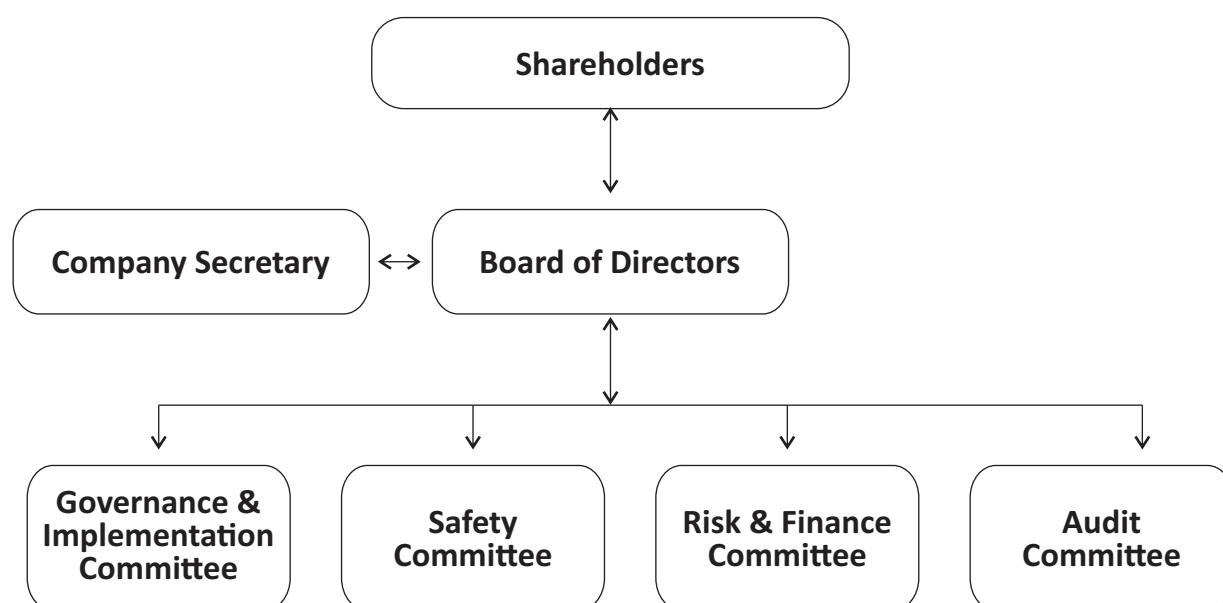 Shareholders
Company Secretary
Board of Directors
Governance &
Implementation
Committee
Safety
Committee
Risk & Finance
Committee
Audit
Committee